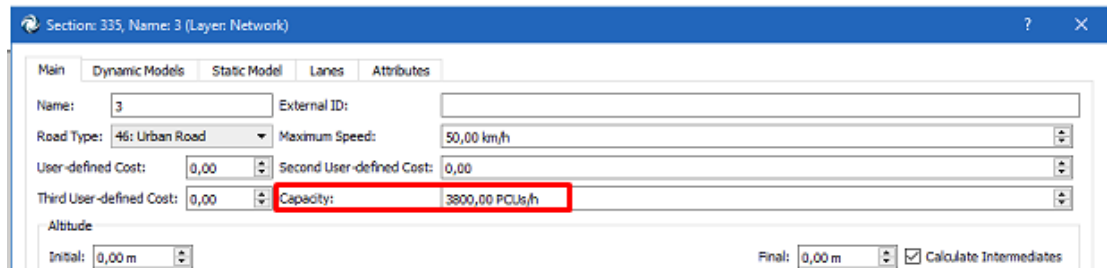 Section: 335, Name: 3 (Layer: Network) ?
Main Dynamic Models Static Model Lanes Attributes
Name: 3 External ID:
Road Type: 46: Urban Road Maximum Speed: 50,00 km/h
User-defined Cost: 0,00 Second User-defined Cost: 0,00
Third User-defined Cost: 0,00 Capacity: 3800,00 PCUs/h
Altitude
Initial: 0,00 m Final: 0,00 m Calculate Intermediates